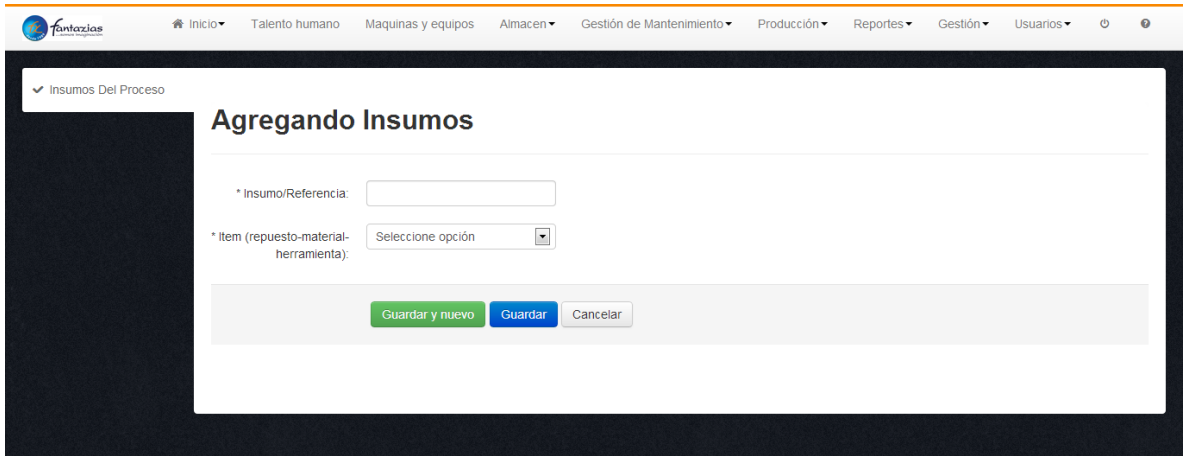 fantazias
Inicio Talento humano Maquinas y equipos Almacen Gestión de Mantenimiento Producción Reportes Gestión Usuarios
Insumos Del Proceso
Agregando Insumos
* Insumo/Referencia:
* Item (repuesto-material-
herramienta):
Seleccione opción
Guardar y nuevo Guardar Cancelar